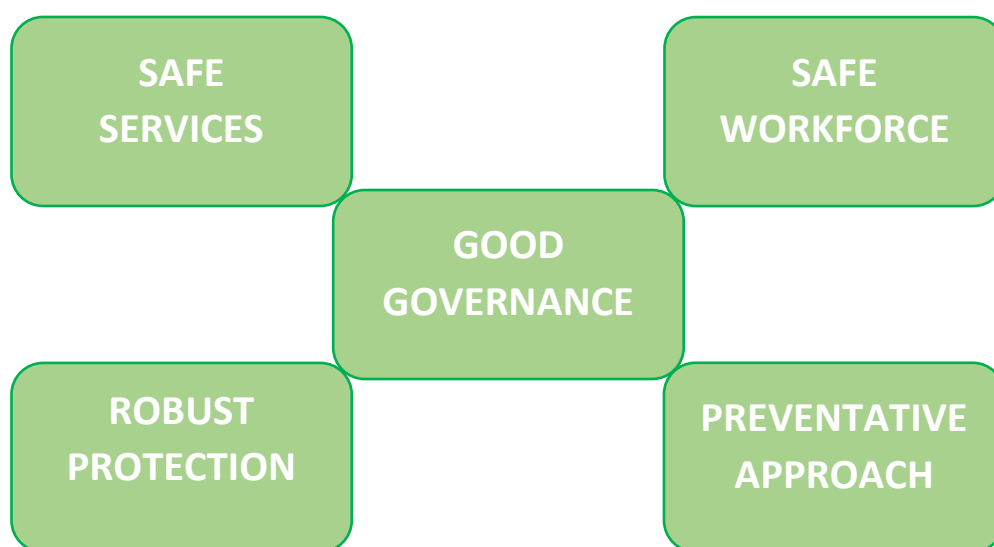 SAFE
SERVICES
SAFE
WORKFORCE
GOOD
GOVERNANCE
ROBUST
PROTECTION
PREVENTATIVE
APPROACH